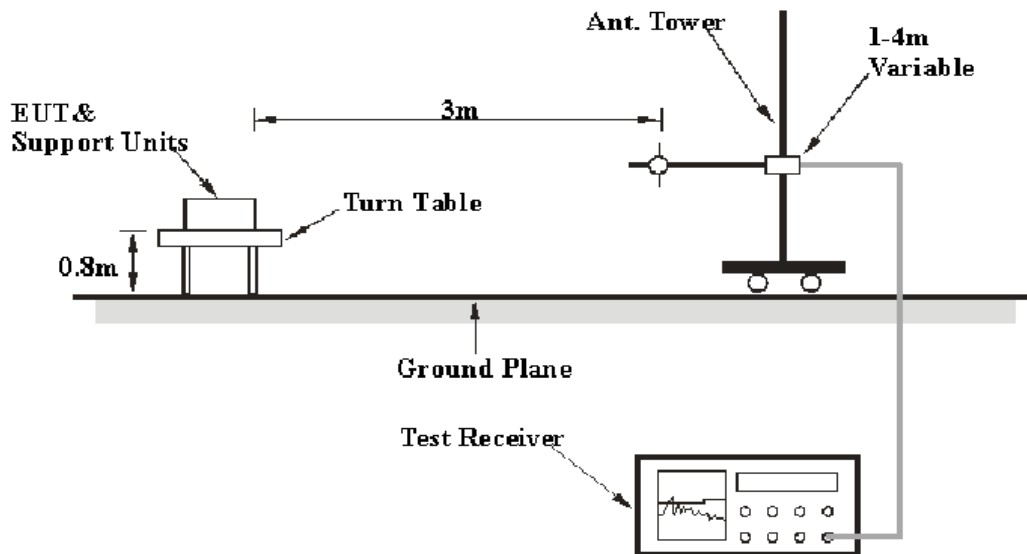 Ant. Tower
1-4m
Variable
EUT&
Support Units
3m
Turn Table
0.8m
Ground Plane
Test Receiver